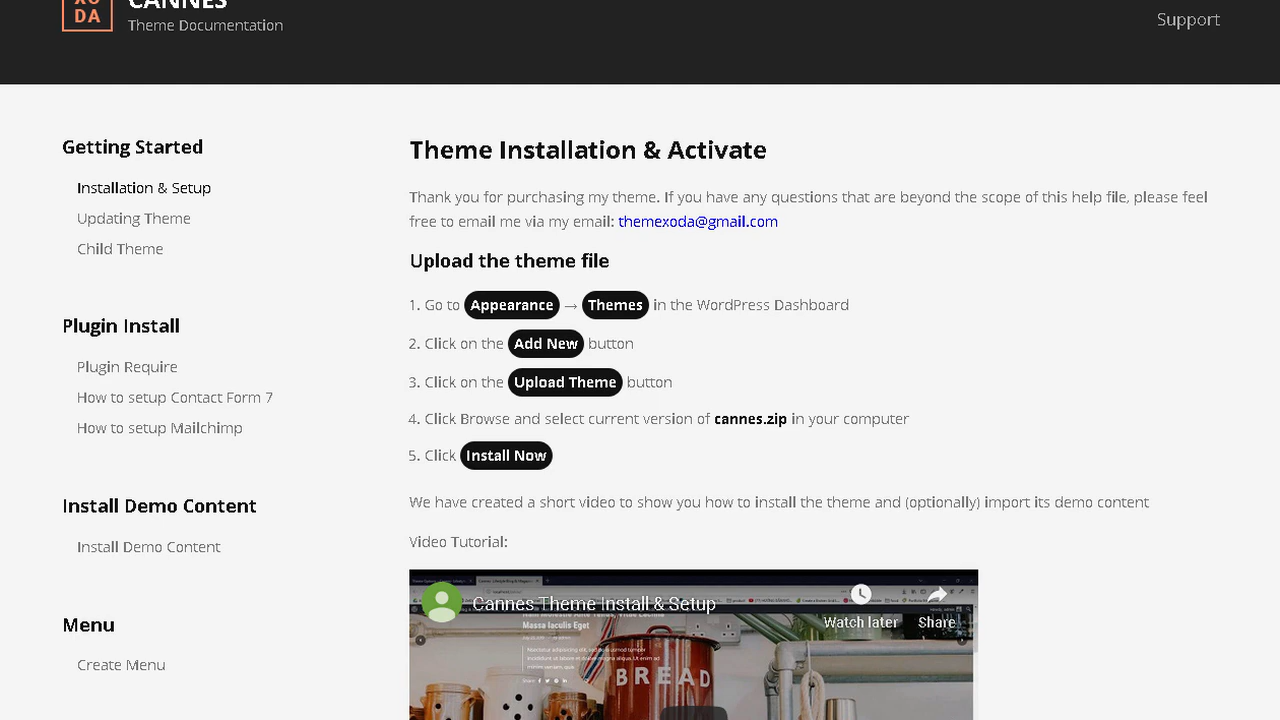 XO
DA
CANNES
Theme Documentation
Support
Getting Started
Installation & Setup
Updating Theme
Child Theme
Plugin Install
Plugin Require
How to setup Contact Form 7
How to setup Mailchimp
Install Demo Content
Install Demo Content
Menu
Create Menu
Theme Installation & Activate
Thank you for purchasing my theme. If you have any questions that are beyond the scope of this help file, please feel
free to email me via my email: themexoda@gmail.com
Upload the theme file
1. Go to Appearance → Themes in the WordPress Dashboard
2. Click on the Add New button
3. Click on the Upload Theme button
4. Click Browse and select current version of cannes.zip in your computer
5. Click Install Now
We have created a short video to show you how to install the theme and (optionally) import its demo content
Video Tutorial:
Cannes Theme Install & Setup
Watch later
Share
Massa Iaculis Eget
BREAD